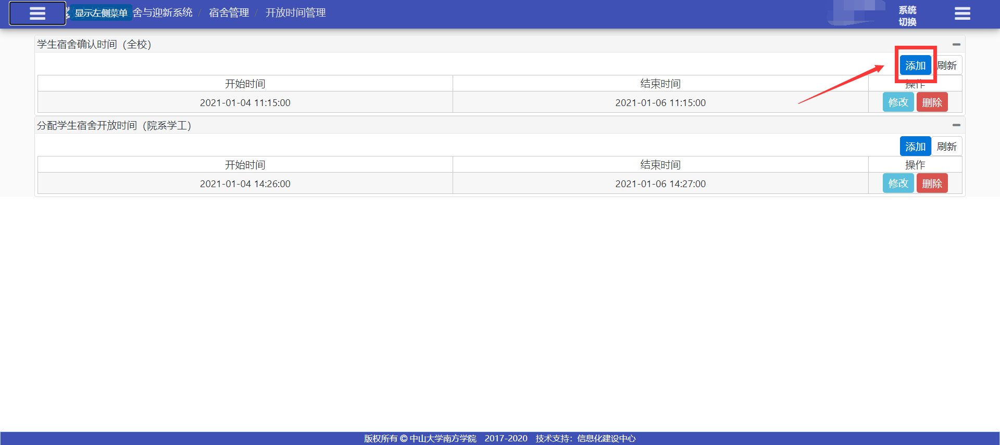 显示左侧菜单 舍与迎新系统 / 宿舍管理 / 开放时间管理
系统
切换
学生宿舍确认时间（全校）
添加 刷新
开始时间 结束时间 操作
2021-01-04 11:15:00 2021-01-06 11:15:00 修改 删除
分配学生宿舍开放时间（院系学工）
添加 刷新
开始时间 结束时间 操作
2021-01-04 14:26:00 2021-01-06 14:27:00 修改 删除
版权所有 © 中山大学南方学院 2017-2020 技术支持：信息化建设中心